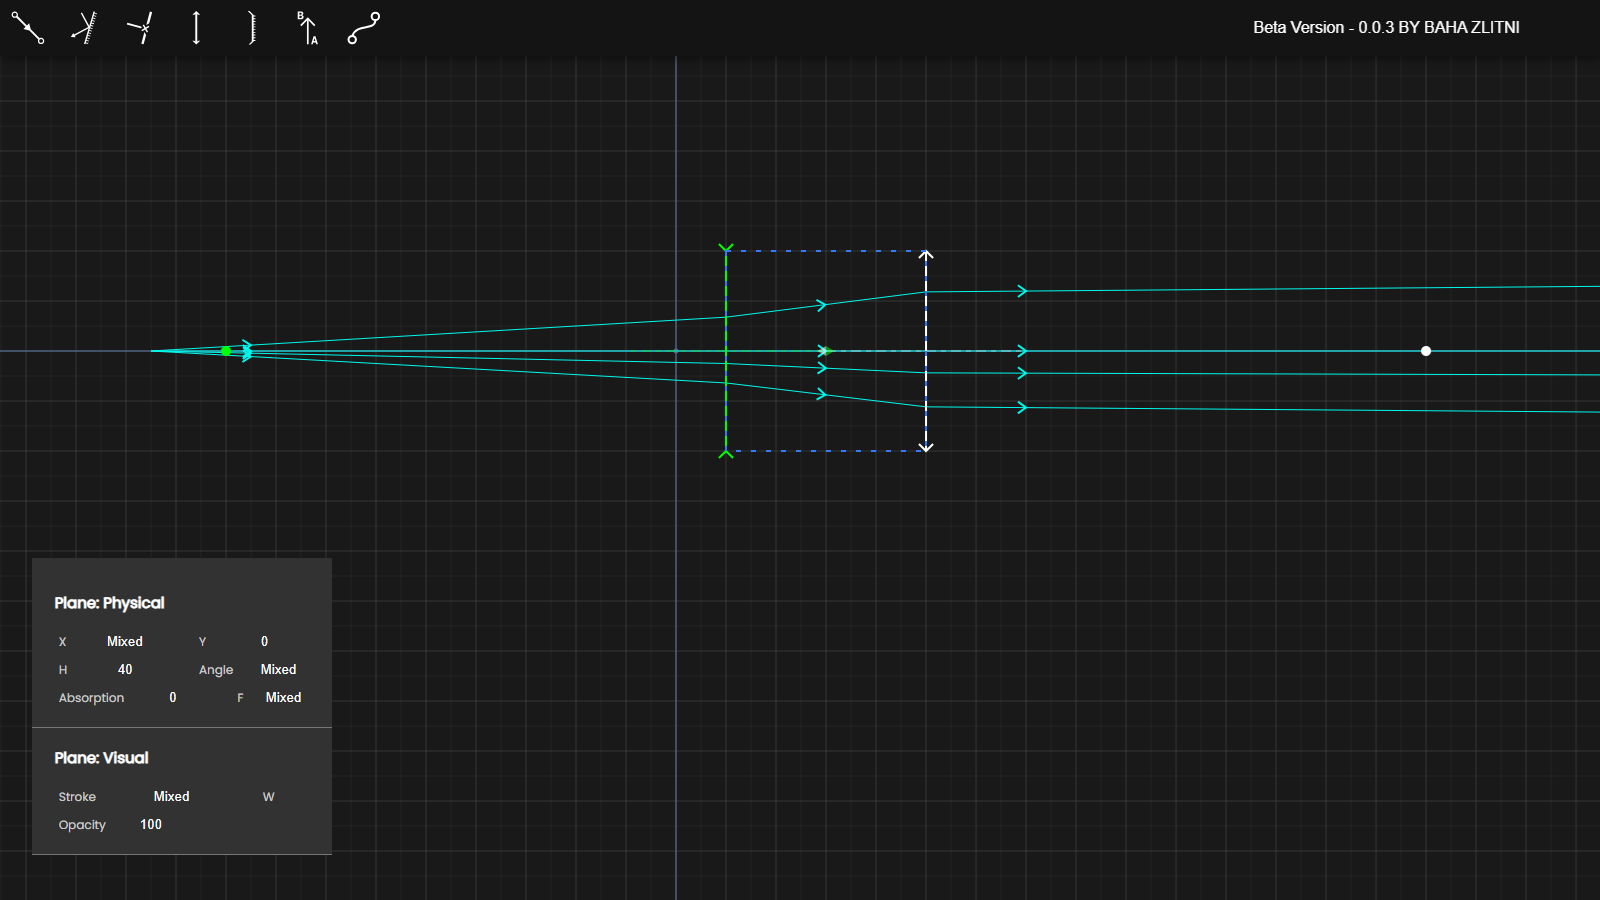 B
A
Beta Version - 0.0.3 BY BAHA ZLITNI
Plane: Physical
X Mixed Y 0
H 40 Angle Mixed
Absorption 0 F Mixed
Plane: Visual
Stroke Mixed W
Opacity 100